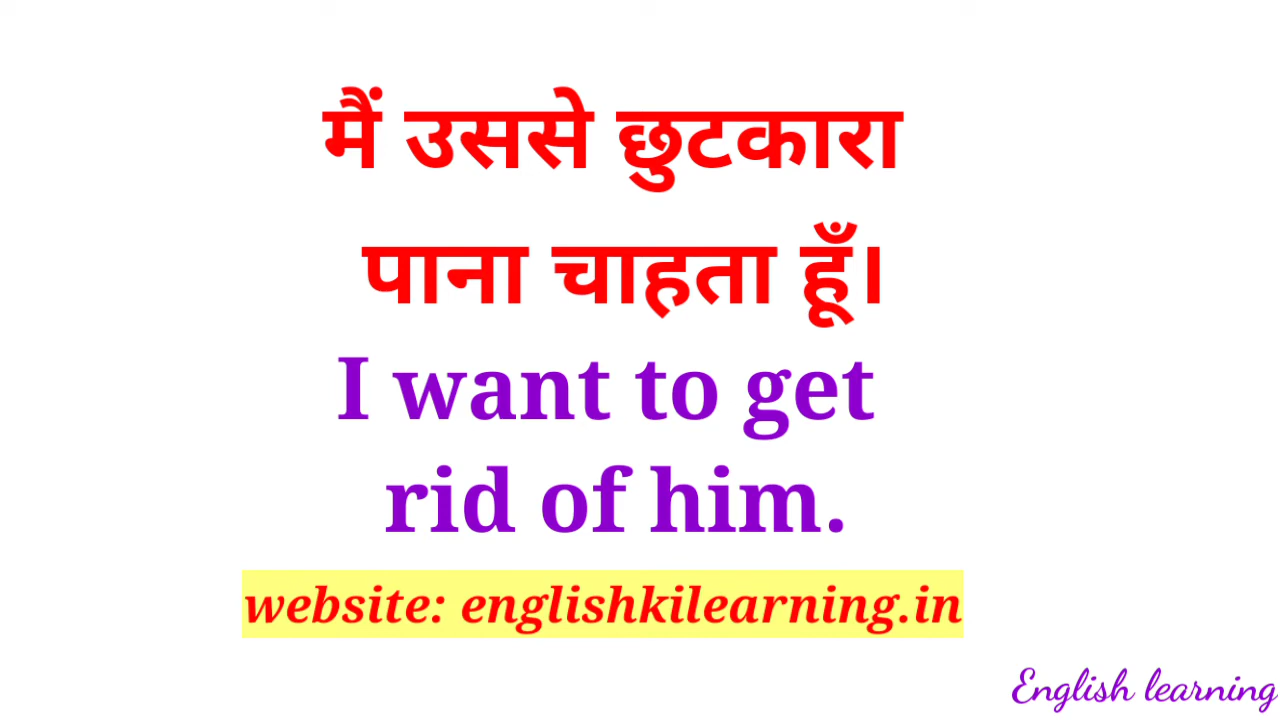 मैं उससे छुटकारा
पाना चाहता हूँ।
I want to get
rid of him.
website: englishkilearning.in
English learning